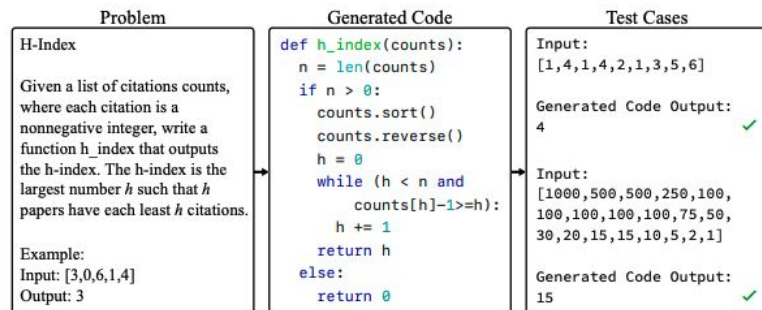 Problem
H-Index
Given a list of citations counts,
where each citation is a
nonnegative integer, write a
function h_index that outputs
the h-index. The h-index is the
largest number h such that h
papers have each least h citations.
Example:
Input: [3,0,6,1,4]
Output: 3
Generated Code
def h_index(counts):
n = len(counts)
if n > 0:
counts.sort()
counts.reverse()
h = 0
while (h < n and
counts[h]-1>=h):
h += 1
return h
else:
return 0
Test Cases
Input:
[1,4,1,4,2,1,3,5,6]
Generated Code Output:
4
Input:
[1000,500,500,250,100,
100,100,100,100,75,50,
30,20,15,15,10,5,2,1]
Generated Code Output:
15